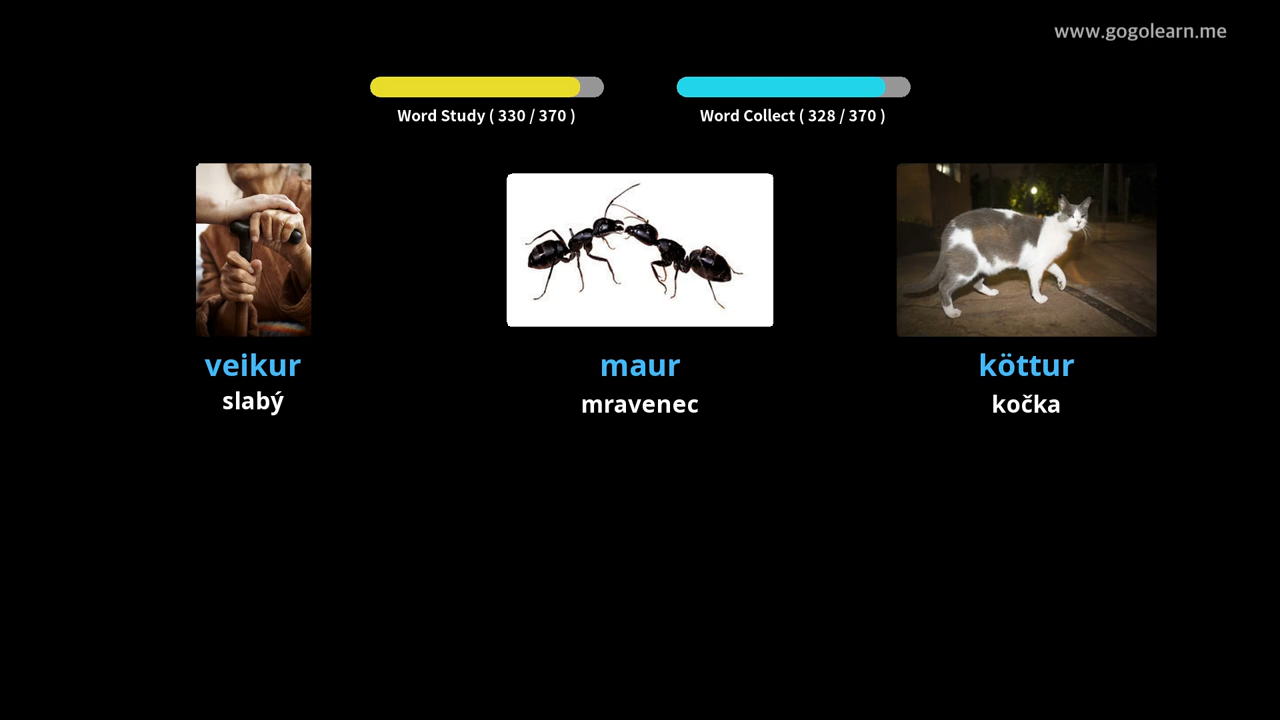 www.gogolearn.me
Word Study ( 330 / 370 )
Word Collect ( 328 / 370 )
veikur
slabý
maur
mravenec
köttur
kočka